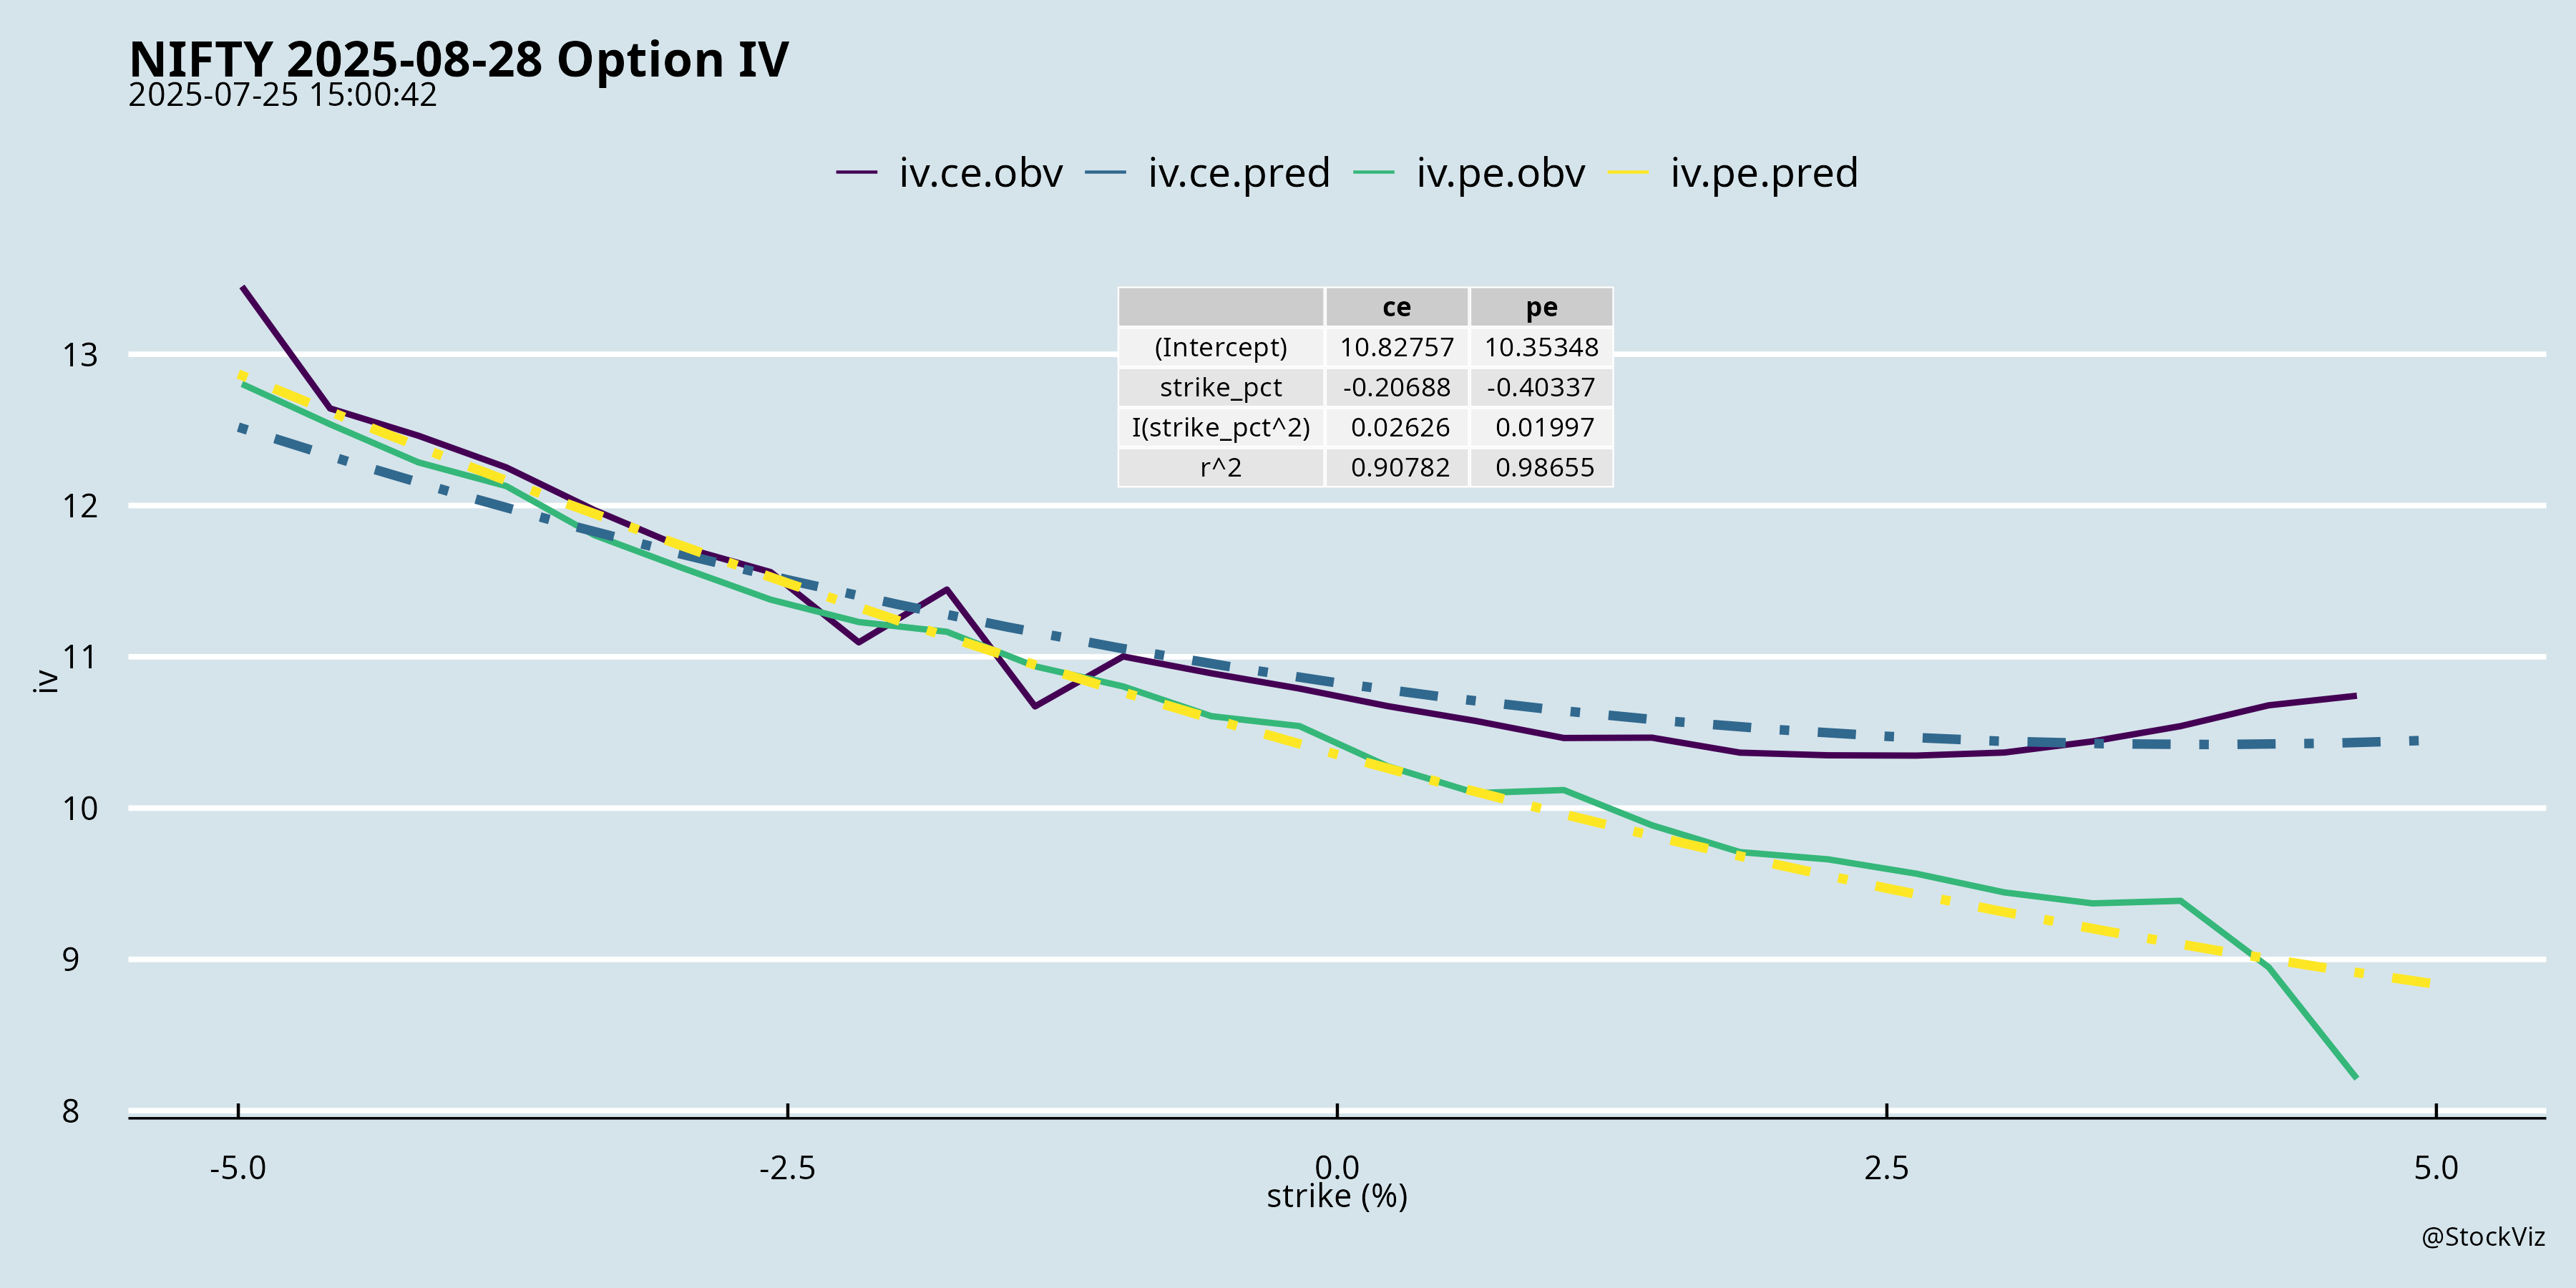 NIFTY 2025-08-28 Option IV
2025-07-25 15:00:42
iv.ce.obv iv.ce.pred iv.pe.obv iv.pe.pred
ce pe
(Intercept) 10.82757 10.35348
strike_pct -0.20688 -0.40337
I(strike_pct^2) 0.02626 0.01997
r^2 0.90782 0.98655
13
12
11
10
9
8
iv
-5.0 -2.5 0.0 2.5 5.0
strike (%)
@StockViz